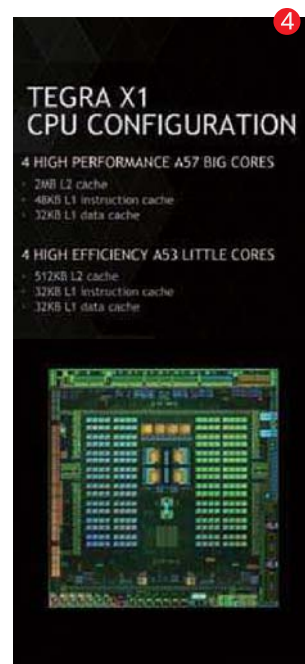 4
TEGRA X1
CPU CONFIGURATION
4 HIGH PERFORMANCE A57 BIG CORES
2MB L2 cache
48KB L1 instruction cache
32KB L1 data cache
4 HIGH EFFICIENCY A53 LITTLE CORES
512KB L2 cache
32KB L1 instruction cache
32KB L1 data cache